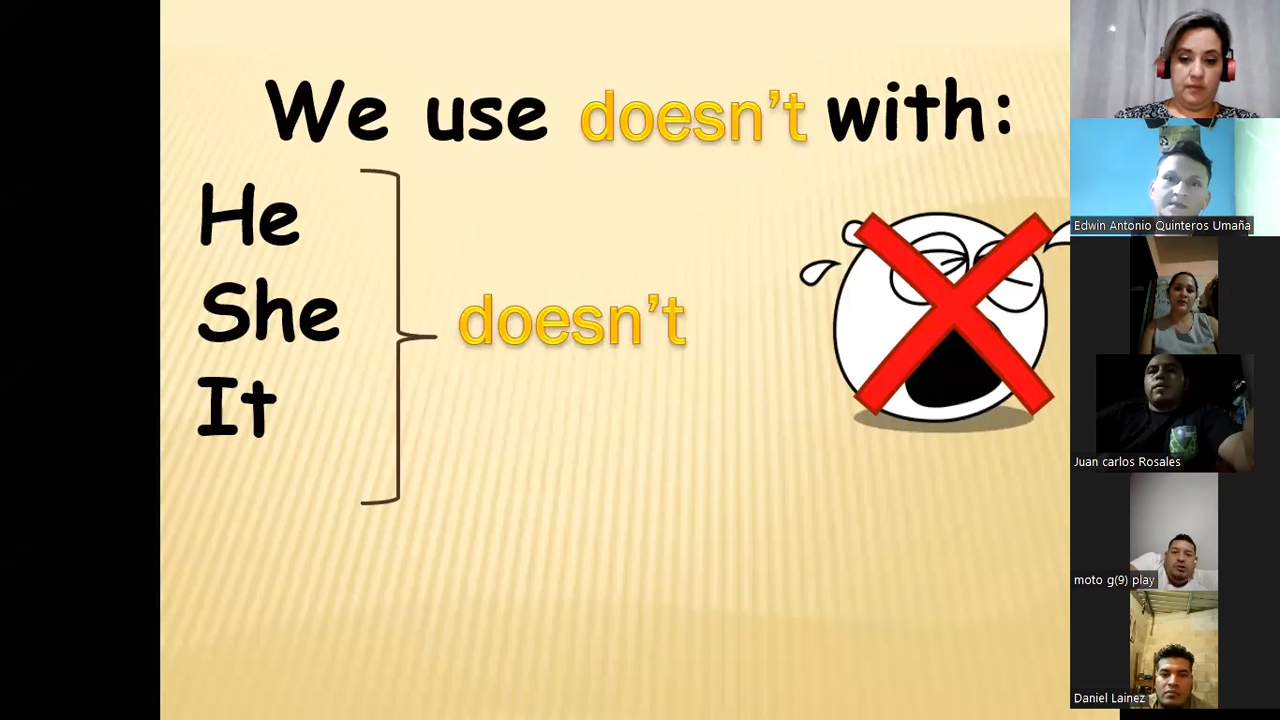 We use doesn't with:
He
She
It
doesn't
Edwin Antonio Quinteros Umaña
Juan carlos Rosales
moto g(9) play
Daniel Lainez